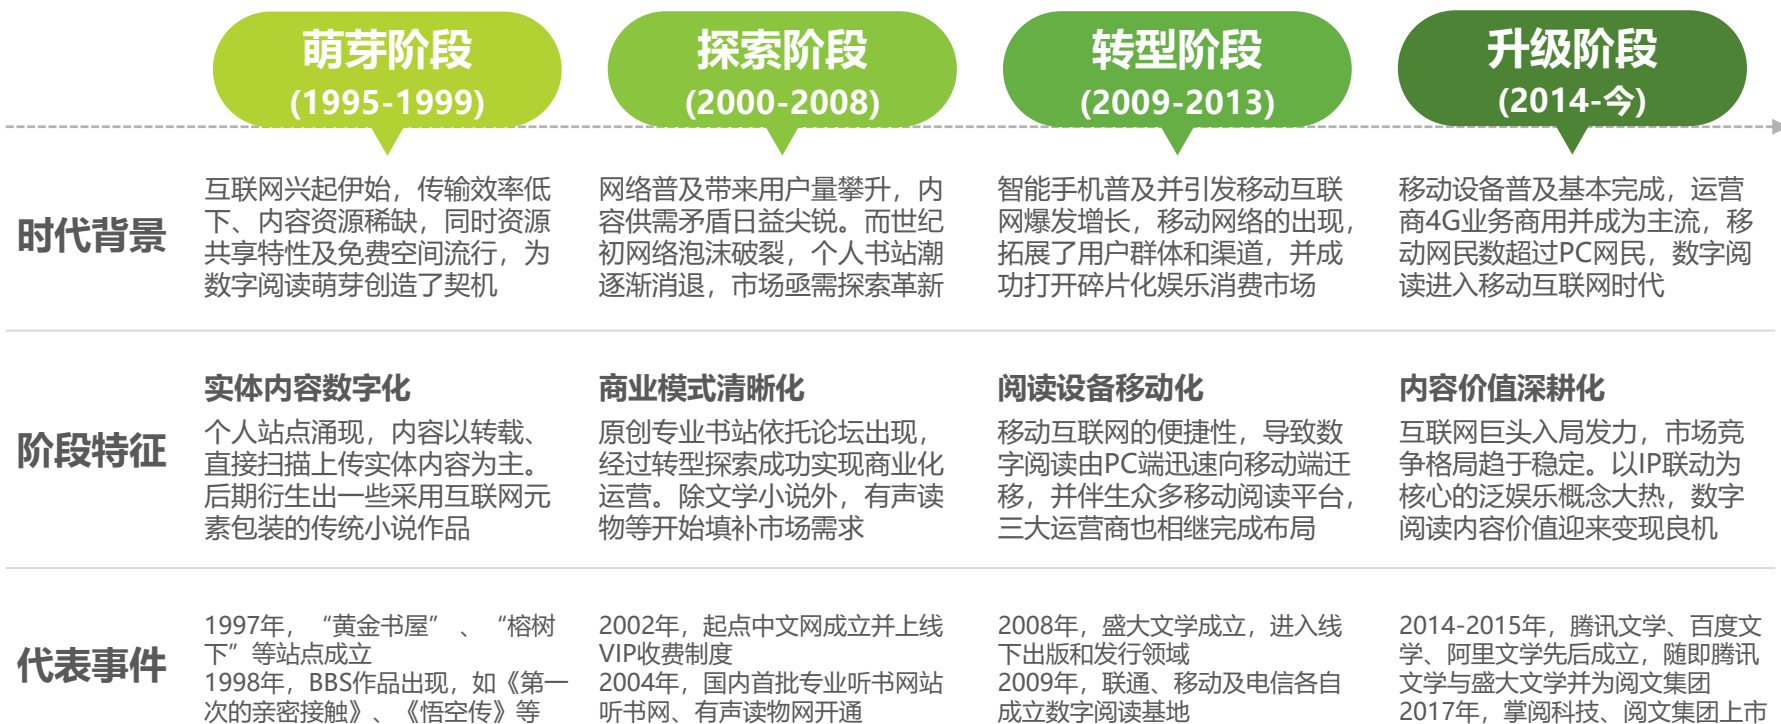 萌芽阶段
(1995-1999)
探索阶段
(2000-2008)
转型阶段
(2009-2013)
升级阶段
(2014-今)
时代背景
互联网兴起伊始，传输效率低
下、内容资源稀缺，同时资源
共享特性及免费空间流行，为
数字阅读萌芽创造了契机
网络普及带来用户量攀升，内
容供需矛盾日益尖锐。而世纪
初网络泡沫破裂，个人书站潮
逐渐消退，市场亟需探索革新
智能手机普及并引发移动互联
网爆发增长，移动网络的出现，
拓展了用户群体和渠道，并成
功打开碎片化娱乐消费市场
移动设备普及基本完成，运营
商4G业务商用并成为主流，移
动网民数超过PC网民，数字阅
读进入移动互联网时代
阶段特征
实体内容数字化
个人站点涌现，内容以转载、
直接扫描上传实体内容为主。
后期衍生出一些采用互联网元
素包装的传统小说作品
商业模式清晰化
原创专业书站依托论坛出现，
经过转型探索成功实现商业化
运营。除文学小说外，有声读
物等开始填补市场需求
阅读设备移动化
移动互联网的便捷性，导致数
字阅读由PC端迅速向移动端迁
移，并伴生众多移动阅读平台，
三大运营商也相继完成布局
内容价值深耕化
互联网巨头入局发力，市场竞
争格局趋于稳定。以IP联动为
核心的泛娱乐概念大热，数字
阅读内容价值迎来变现良机
代表事件
1997年，“黄金书屋”、“榕树
下”等站点成立
1998年，BBS作品出现，如《第一
次的亲密接触》、《悟空传》等
2002年，起点中文网成立并上线
VIP收费制度
2004年，国内首批专业听书网站
听书网、有声读物网开通
2008年，盛大文学成立，进入线
下出版和发行领域
2009年，联通、移动及电信各自
成立数字阅读基地
2014-2015年，腾讯文学、百度文
学、阿里文学先后成立，随即腾讯
文学与盛大文学并为阅文集团
2017年，掌阅科技、阅文集团上市